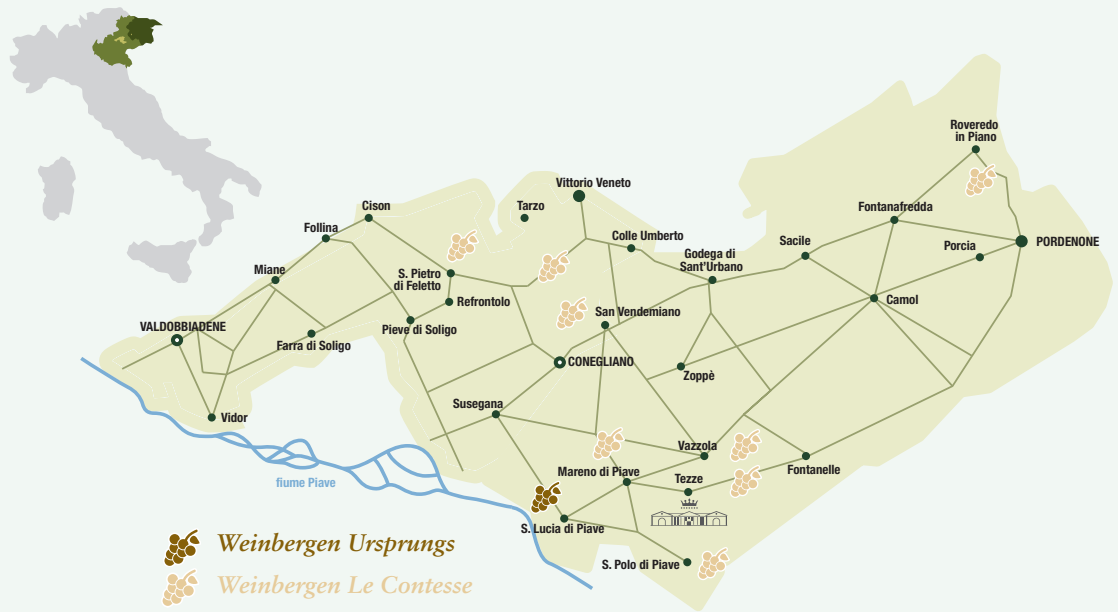 Roveredo
in Piano
Vittorio Veneto
Cison
Tarzo
Fontanafredda
Follina
Colle Umberto
Sacile
PORDENONE
Porcia
Godega di
Sant'Urbano
Miane
S. Pietro
di Feletto
Refrontolo
Camol
San Vendemiano
VALDOBBIADENE
Pieve di Soligo
Farra di Soligo
CONEGLIANO
Zoppè
Susegana
Vidor
Vazzola
Mareno di Piave
Fontanelle
Tezze
fiume Piave
S. Lucia di Piave
S. Polo di Piave
Weinbergen Ursprungs
Weinbergen Le Contesse